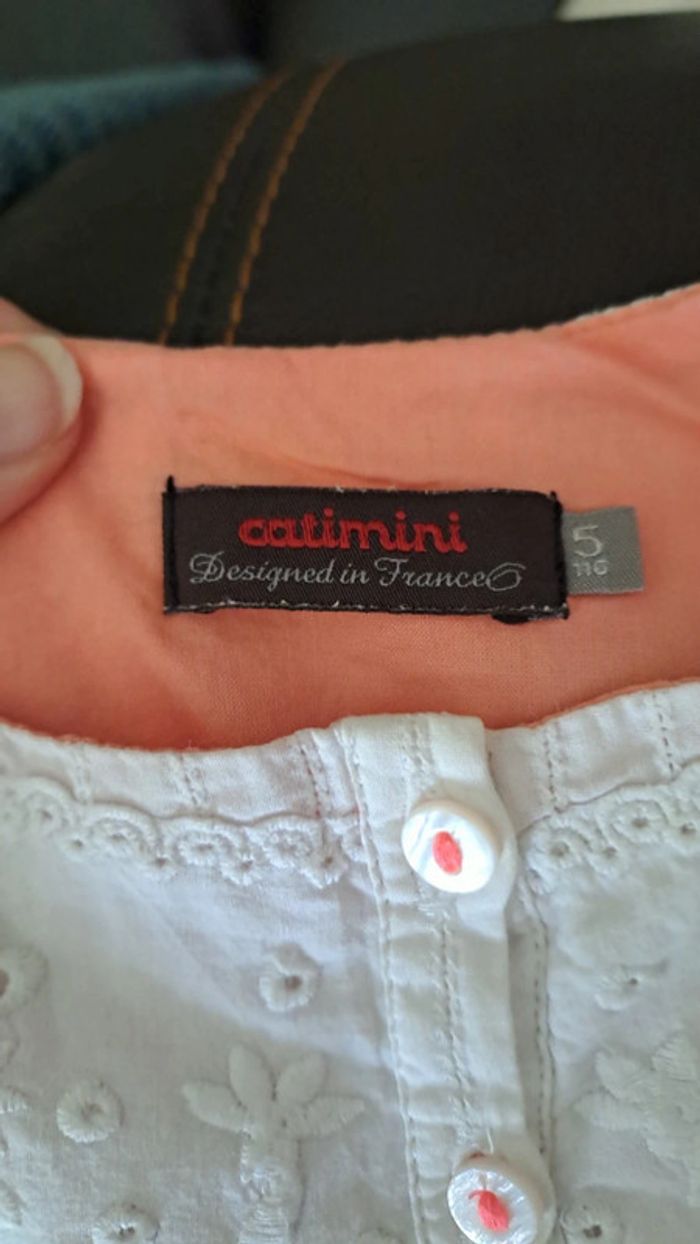 catimini
Designed in France
5
116